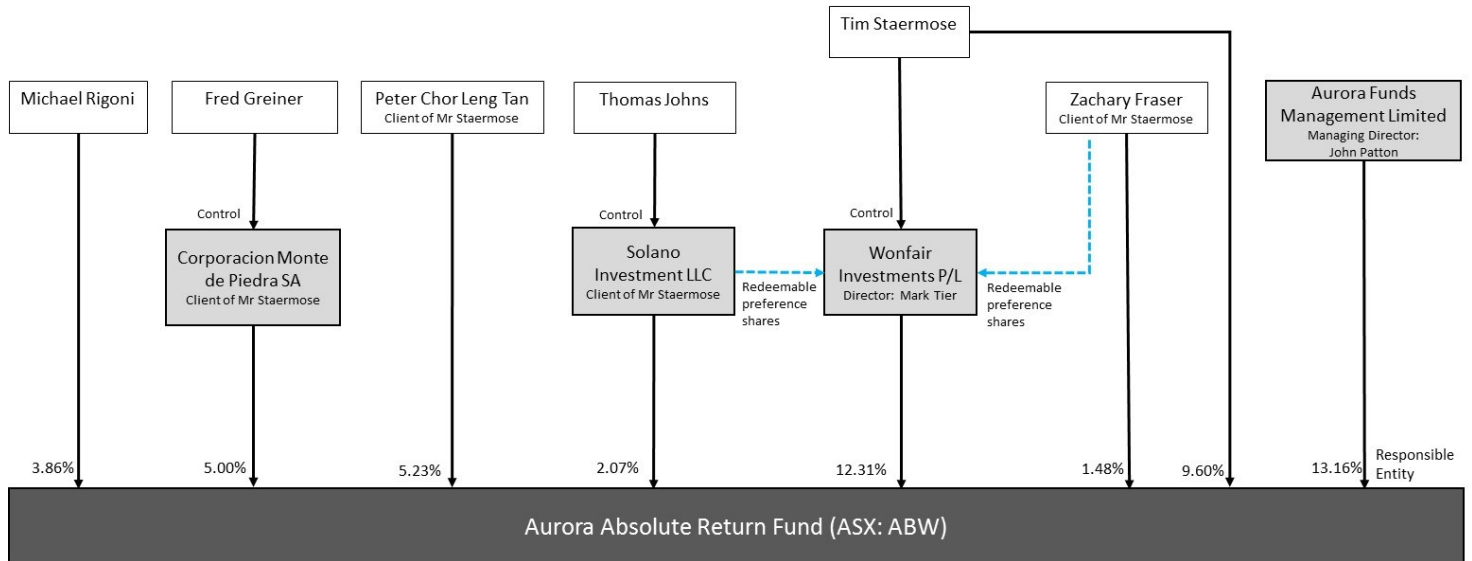 Tim Staermose
Michael Rigoni
Fred Greiner
Peter Chor Leng Tan
Client of Mr Staermose
Thomas Johns
Zachary Fraser
Client of Mr Staermose
Aurora Funds
Management Limited
Managing Director:
John Patton
Control
Control
Control
Corporacion Monte
de Piedra SA
Client of Mr Staermose
Solano
Investment LLC
Client of Mr Staermose
Redeemable
preference
shares
Wonfair
Investments P/L
Director: Mark Tier
Redeemable
preference
shares
3.86%
5.00%
5.23%
2.07%
12.31%
1.48%
9.60%
13.16%
Responsible
Entity
Aurora Absolute Return Fund (ASX: ABW)